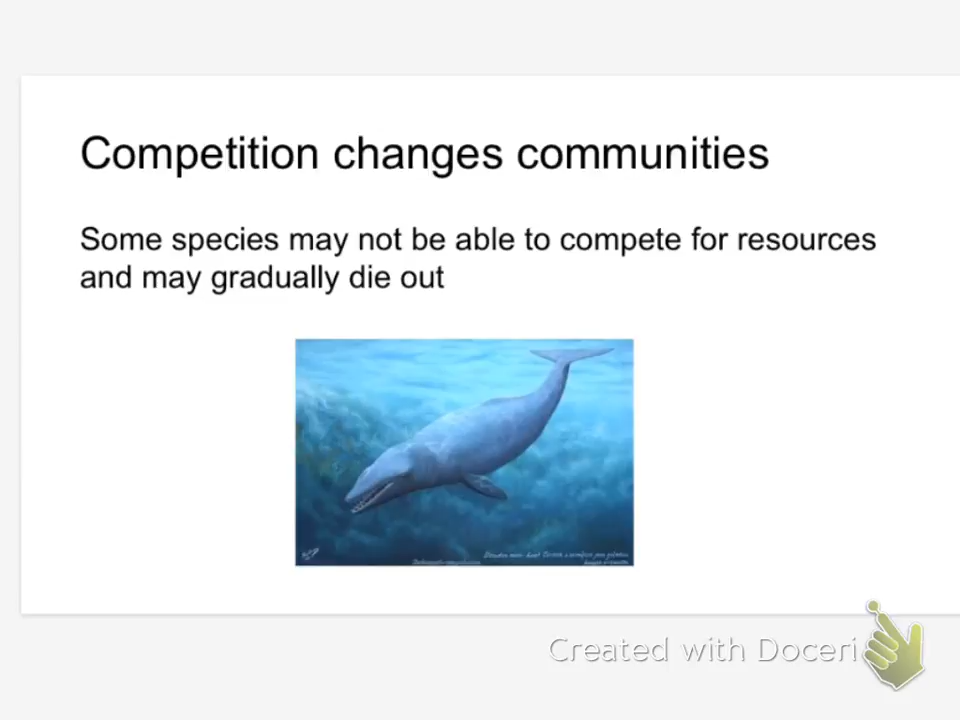 Competition changes communities
Some species may not be able to compete for resources
and may gradually die out
Created with Doceri